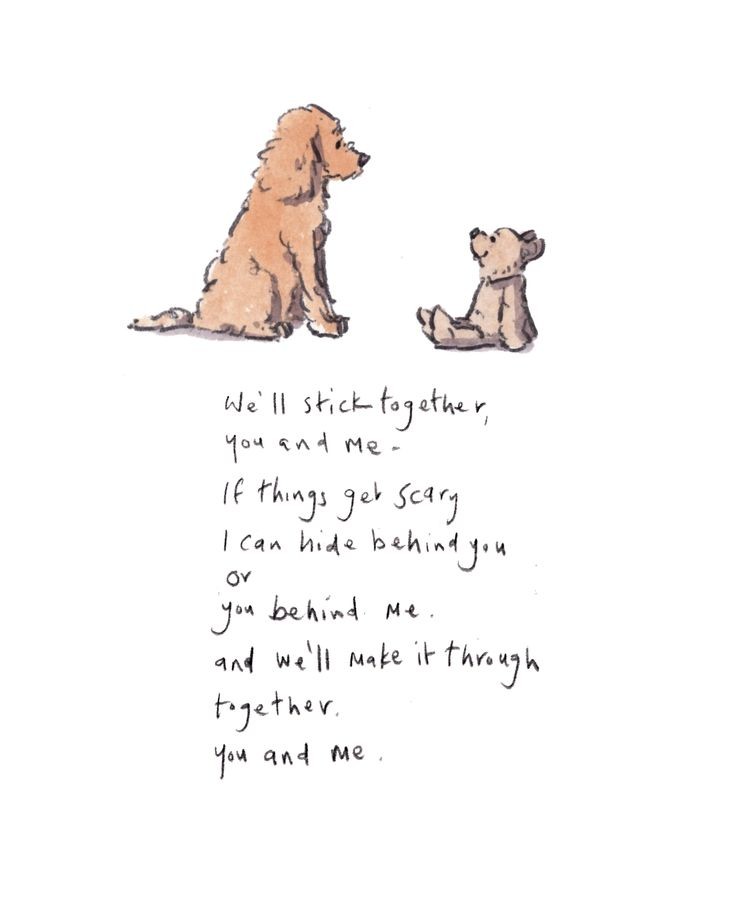 We'll stick together,
you and me -
If things get scary
I can hide behind you
or
you behind me.
and we'll make it through
together.
you and me.